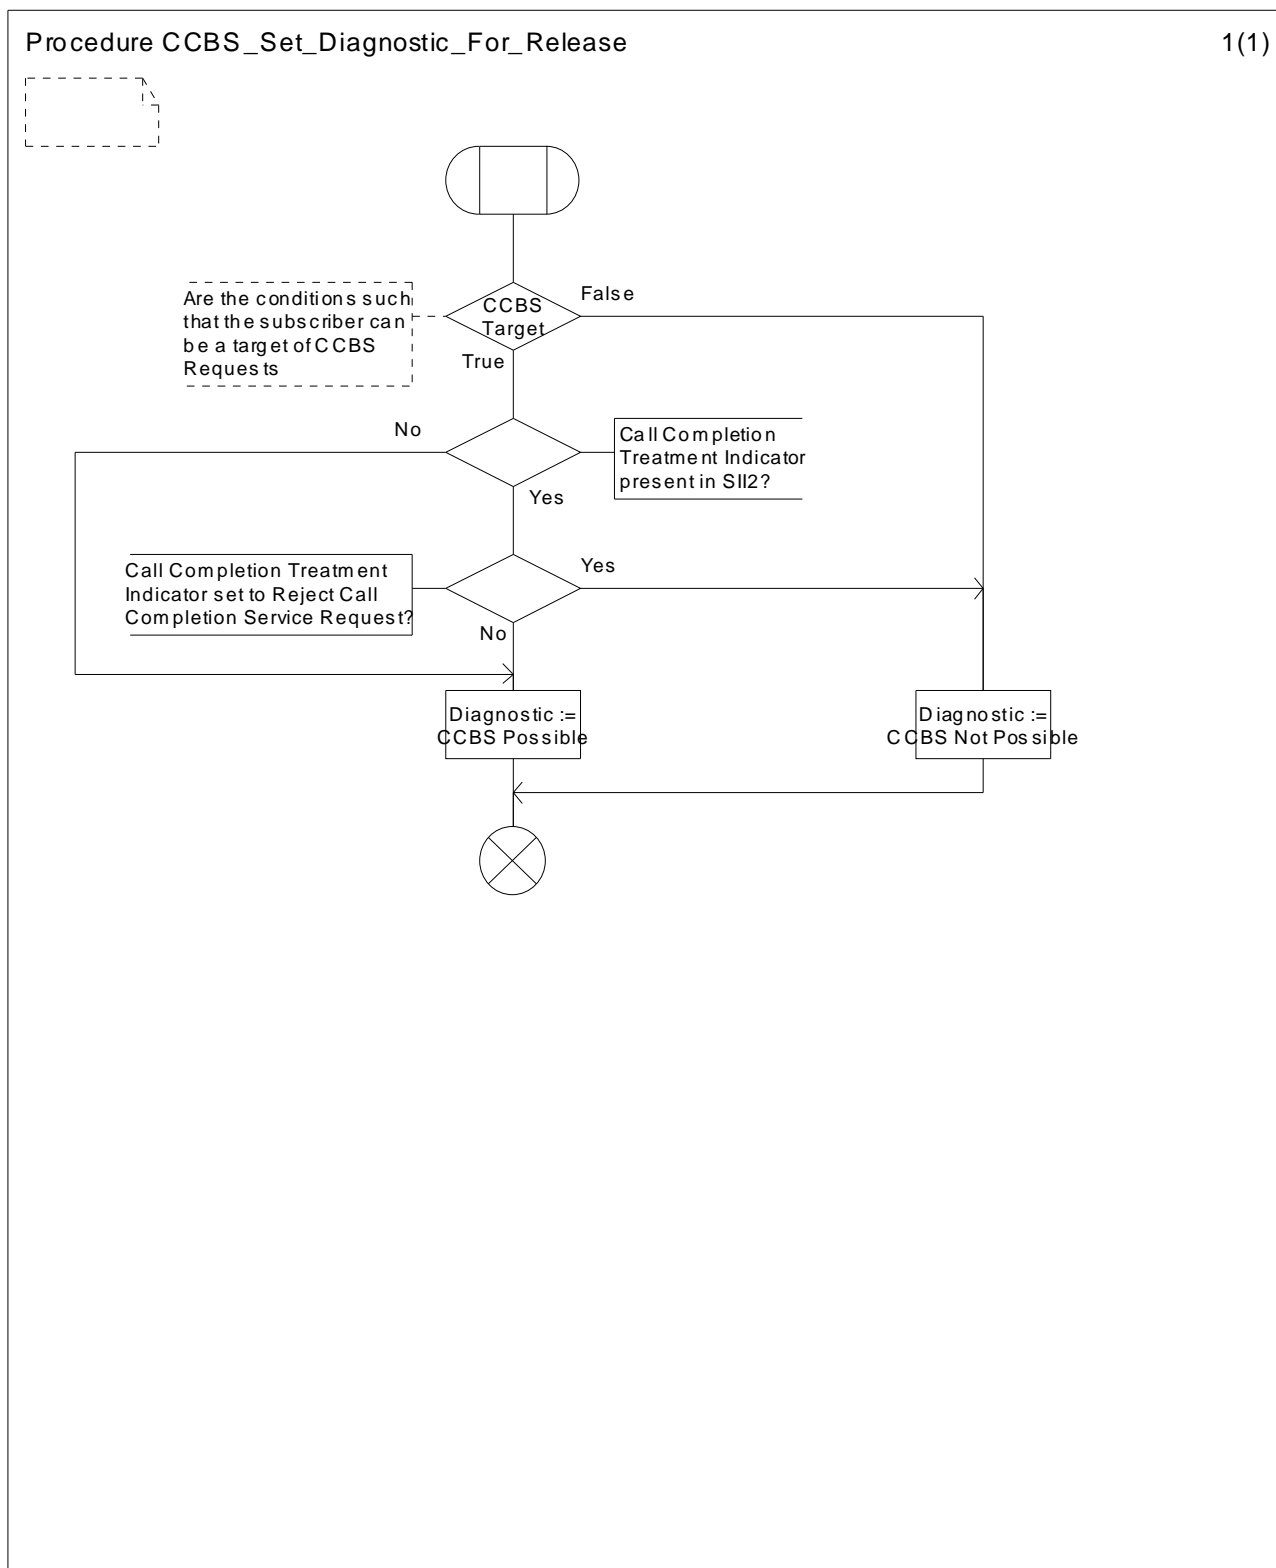 Procedure CCBS_Set_Diagnostic_For_Release
1(1)
Are the conditions such
that the subscriber can
be a target of CCBS
Requests
CCBS
Target
False
True
No
Call Completion
Treatment Indicator
present in SII2?
Yes
Call Completion Treatment
Indicator set to Reject Call
Completion Service Request?
Yes
No
Diagnostic :=
CCBS Possible
Diagnostic :=
CCBS Not Possible